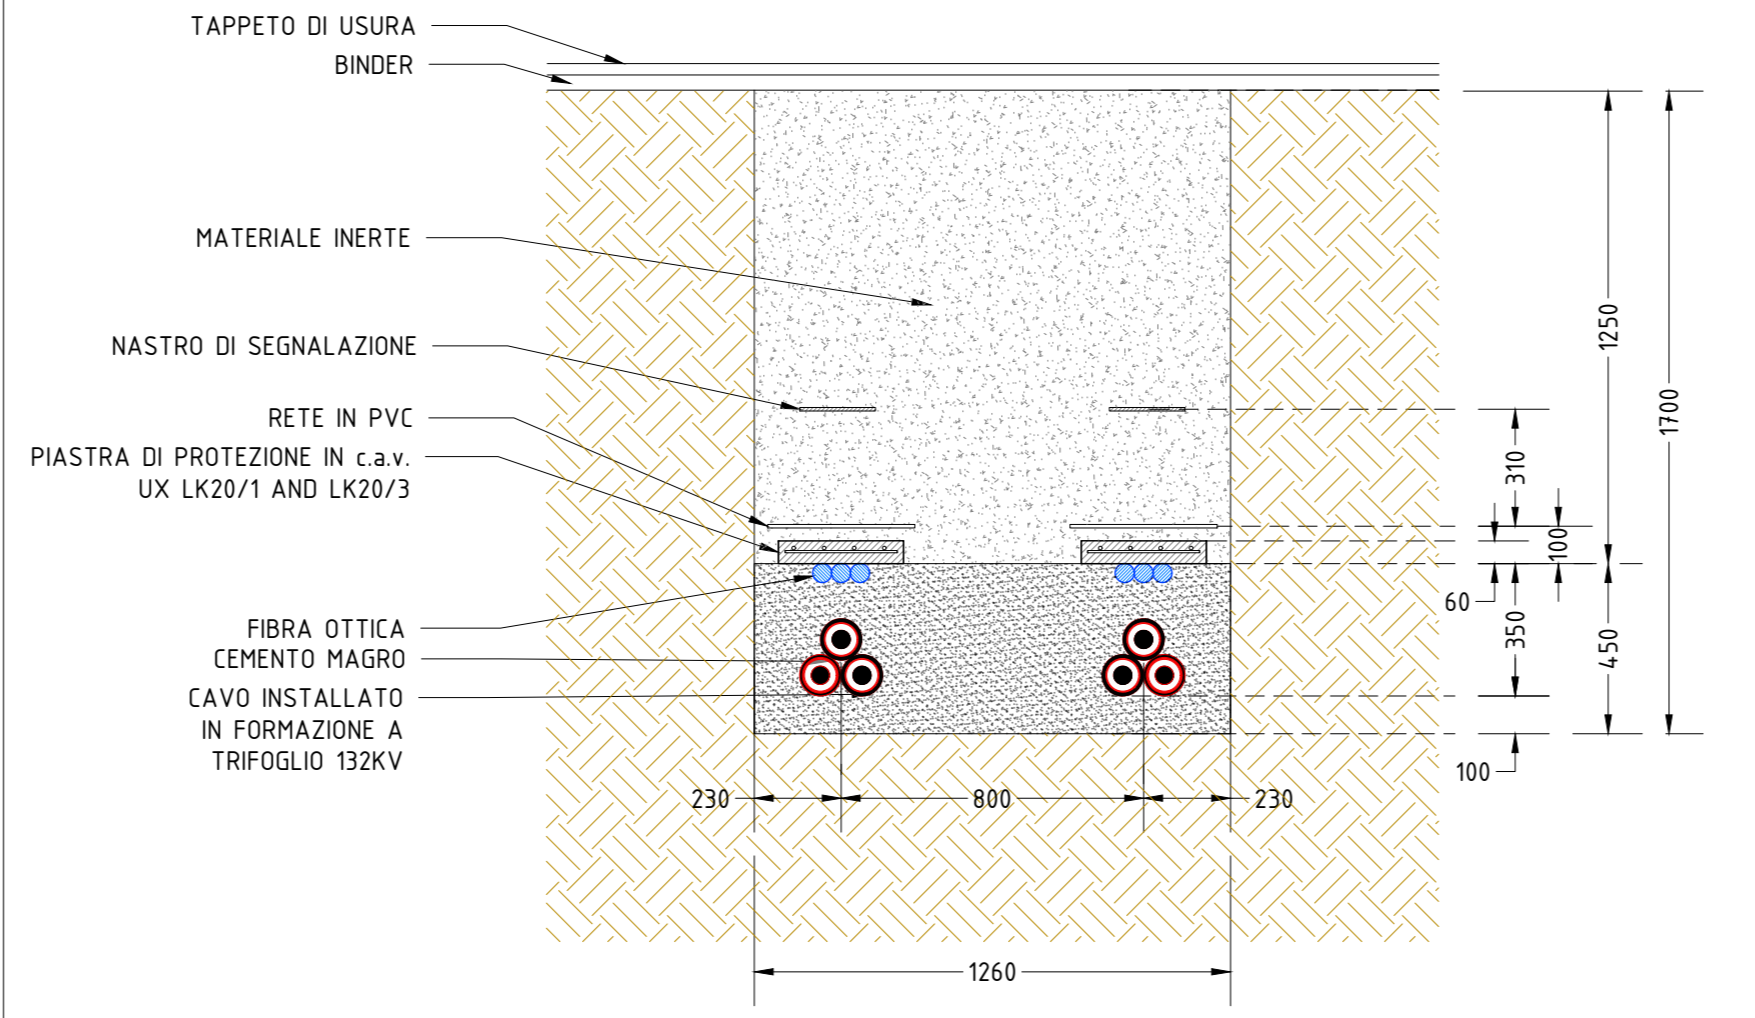 TAPPETO DI USURA
BINDER
MATERIALE INERTE
NASTRO DI SEGNALAZIONE
RETE IN PVC
PIASTRA DI PROTEZIONE IN c.a.v.
UX LK20/1 AND LK20/3
FIBRA OTTICA
CEMENTO MAGRO
CAVO INSTALLATO
IN FORMAZIONE A
TRIFOGLIO 132KV
1250
1700
310
100
60
350
450
100
230
800
230
1260